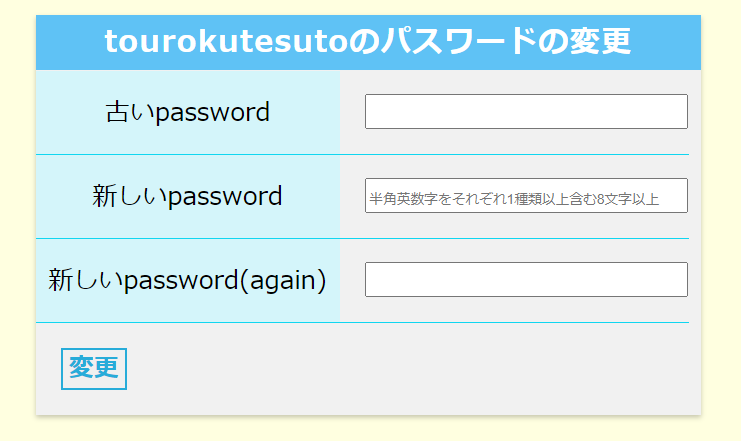 tourokutesutoのパスワードの変更
古いpassword
新しいpassword
半角英数字をそれぞれ1種類以上含む8文字以上
新しいpassword(again)
変更